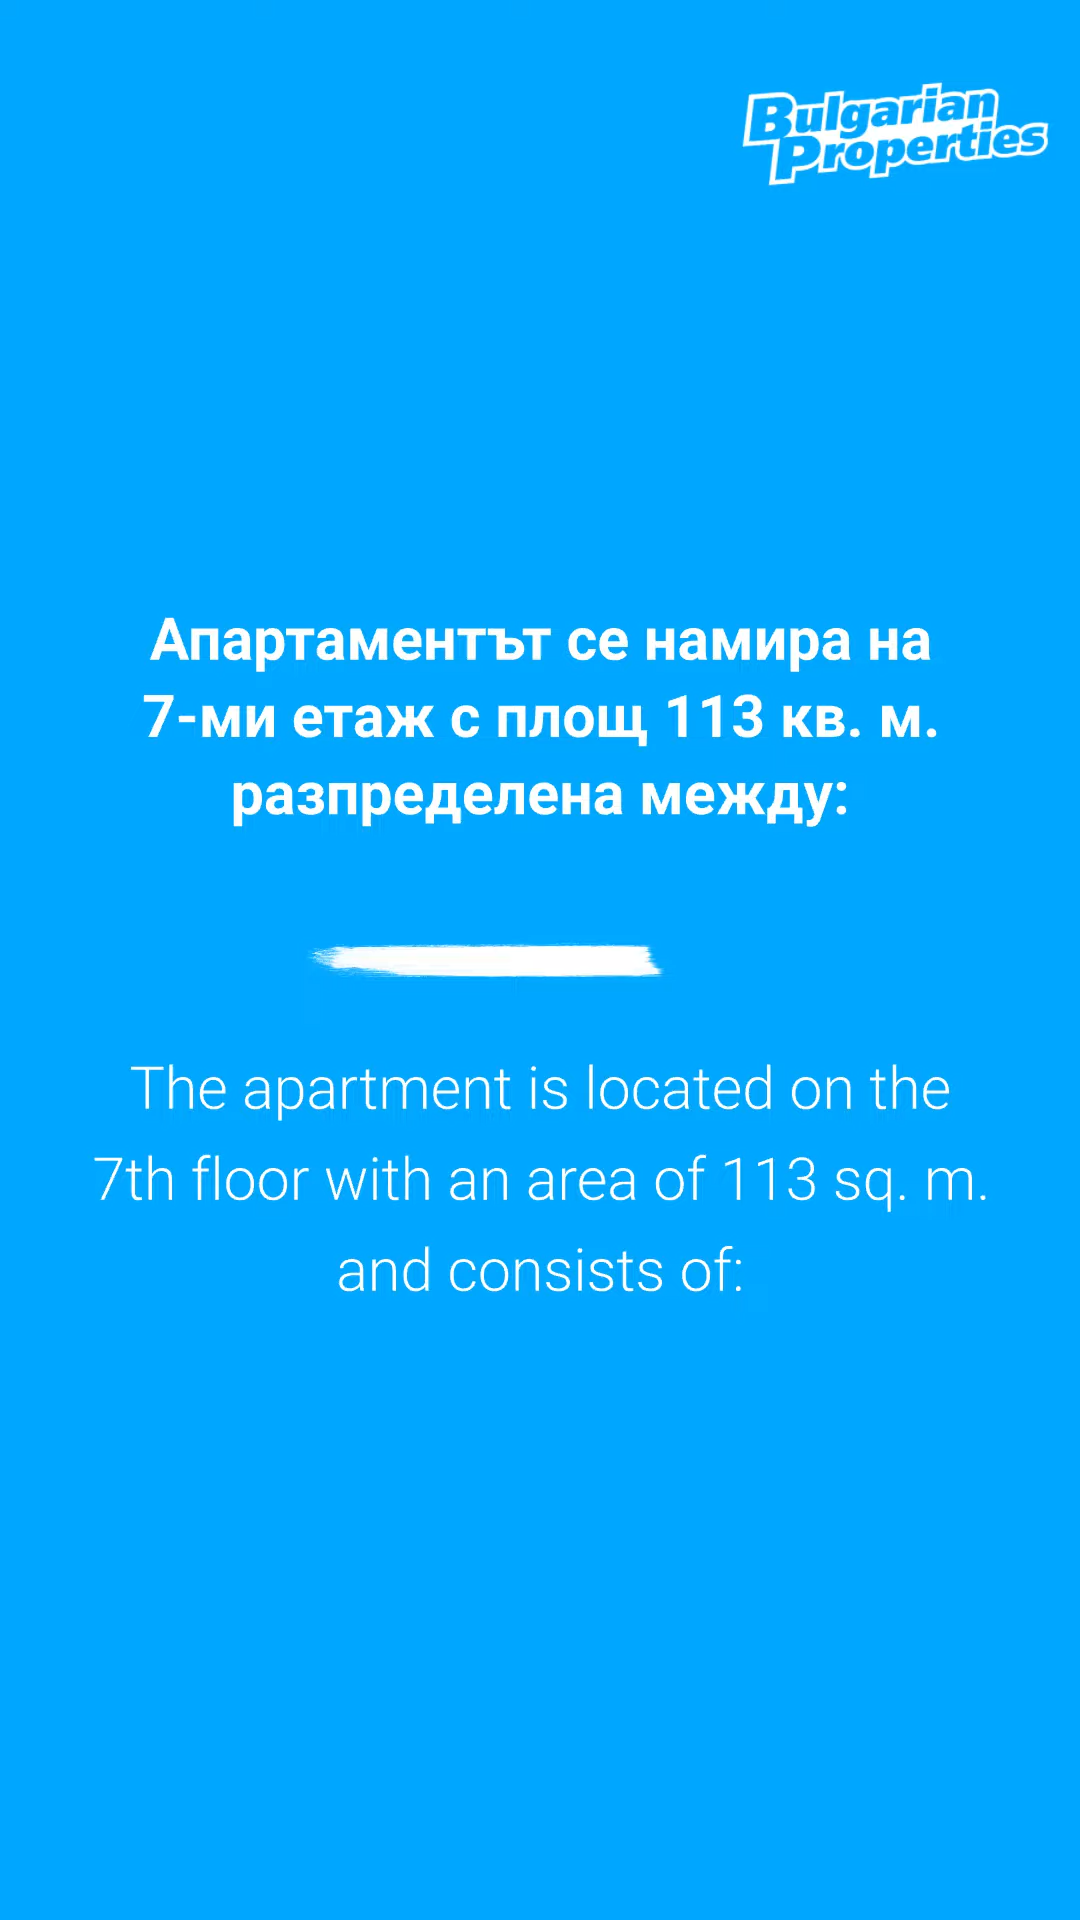 Bulgarian
Properties
Апартаментът се намира на
7-ми етаж с площ 113 кв. м.
разпределена между:
The apartment is located on the
7th floor with an area of 113 sq. m.
and consists of: